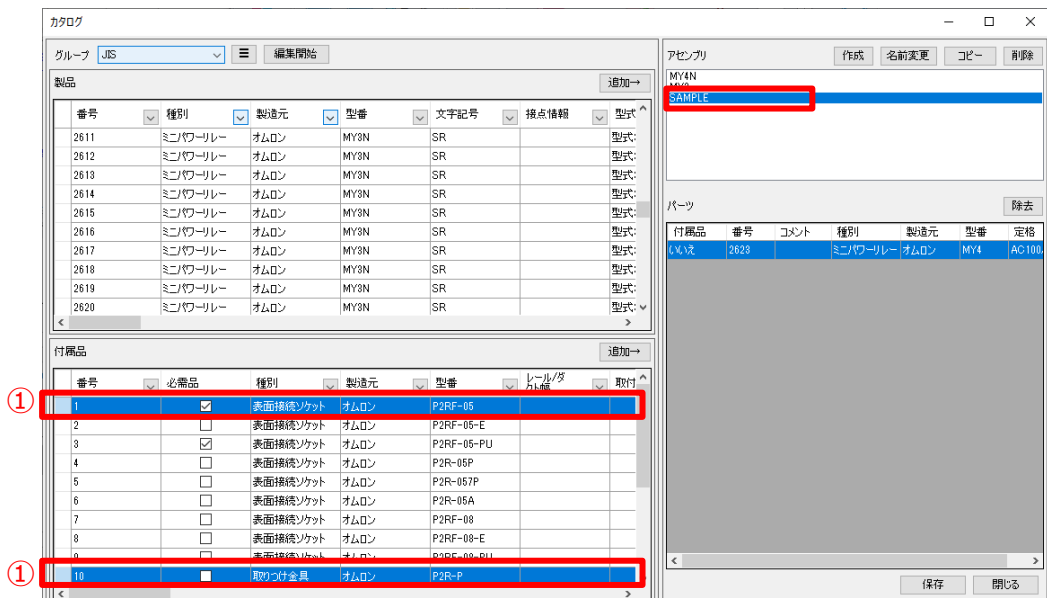 カタログ
グループ JIS 編集開始
製品 追加→
番号 種別 製造元 型番 文字記号 接点情報 型式
2611 ミニパワーリレー オムロン MY3N SR 型式:
2612 ミニパワーリレー オムロン MY3N SR 型式:
2613 ミニパワーリレー オムロン MY3N SR 型式:
2614 ミニパワーリレー オムロン MY3N SR 型式:
2615 ミニパワーリレー オムロン MY3N SR 型式:
2616 ミニパワーリレー オムロン MY3N SR 型式:
2617 ミニパワーリレー オムロン MY3N SR 型式:
2618 ミニパワーリレー オムロン MY3N SR 型式:
2619 ミニパワーリレー オムロン MY3N SR 型式:
2620 ミニパワーリレー オムロン MY3N SR 型式:
付属品 追加→
番号 必需品 種別 製造元 型番 レール/ダクト幅 取付
① 1 表面接続ソケット オムロン P2RF-05
2 表面接続ソケット オムロン P2RF-05-E
3 表面接続ソケット オムロン P2RF-05-PU
4 表面接続ソケット オムロン P2R-05P
5 表面接続ソケット オムロン P2R-057P
6 表面接続ソケット オムロン P2R-05A
7 表面接続ソケット オムロン P2RF-08
8 表面接続ソケット オムロン P2RF-08-E
9 表面接続ソケット オムロン P2RF-08-PU
① 10 取りつけ金具 オムロン P2R-P
アセンブリ 作成 名前変更 コピー 削除
MY4N
SAMPLE
パーツ 除去
付属品 番号 コメント 種別 製造元 型番 定格
いいえ 2623 ミニパワーリレー オムロン MY4 AC100.
保存 閉じる